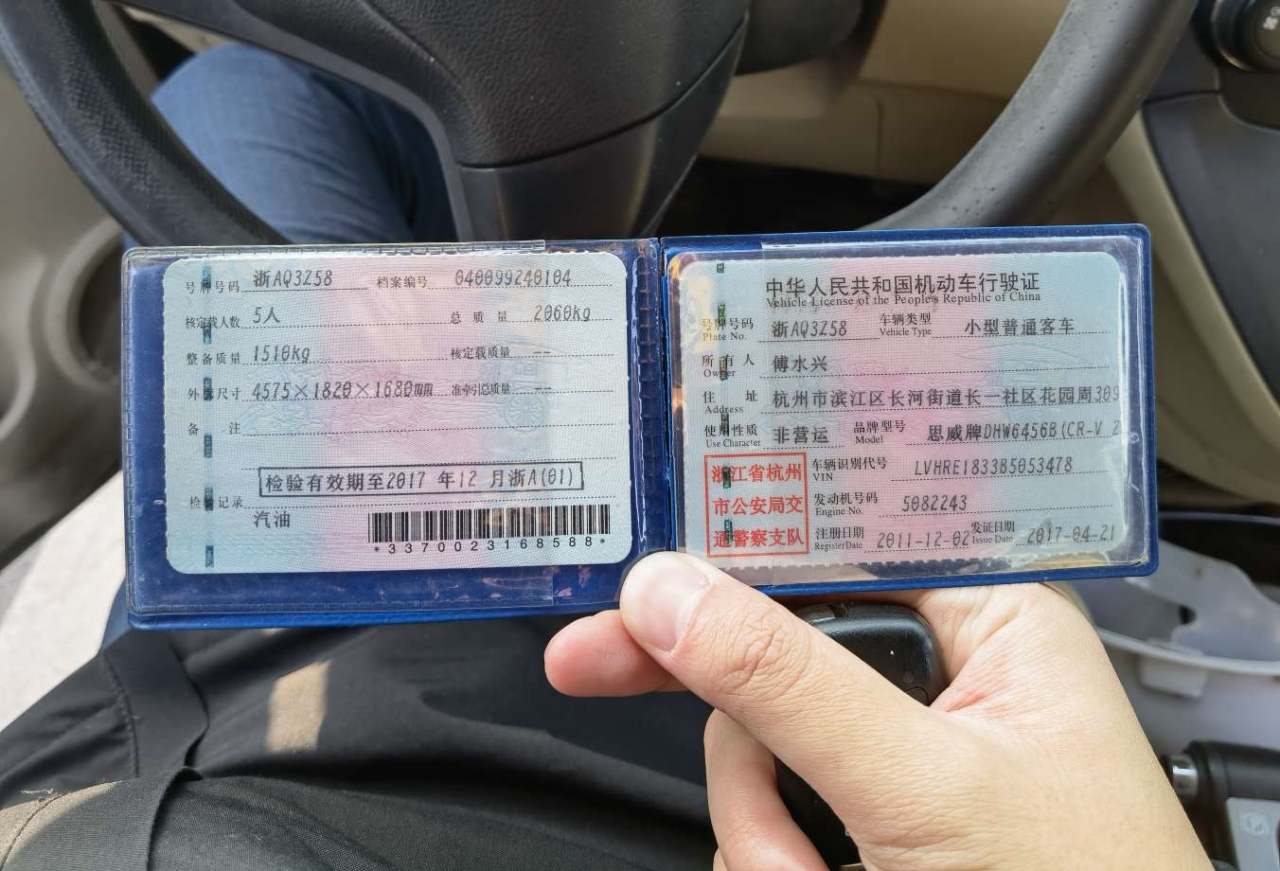 号牌号码 浙AQ3Z58 档案编号 040099240104
核定载人数 5人 总质量 2060kg
整备质量 1510kg 核定载质量 --
外 尺寸 4575×1820×1680mm 准牵引总质量 --
备 注
检验有效期至2017 年12 月浙A(01)
检 记录
汽油
*3370023168588*
中华人民共和国机动车行驶证
Vehicle License of the People's Republic of China
号牌号码 浙AQ3Z58 车辆类型 小型普通客车
Plate No. Vehicle Type
所有人 傅水兴
Owner
住 址 杭州市滨江区长河街道长一社区花园周309
Address
使用性质 非营运 品牌型号 思威牌DHW6456B(CR-V 2
Use Character Model
浙江省杭州
市公安局交
通警察支队
车辆识别代号 LVHRE1833B5053478
VIN
发动机号码 5082243
Engine No.
注册日期 2011-12-02 发证日期 2017-04-21
Register Date Issue Date